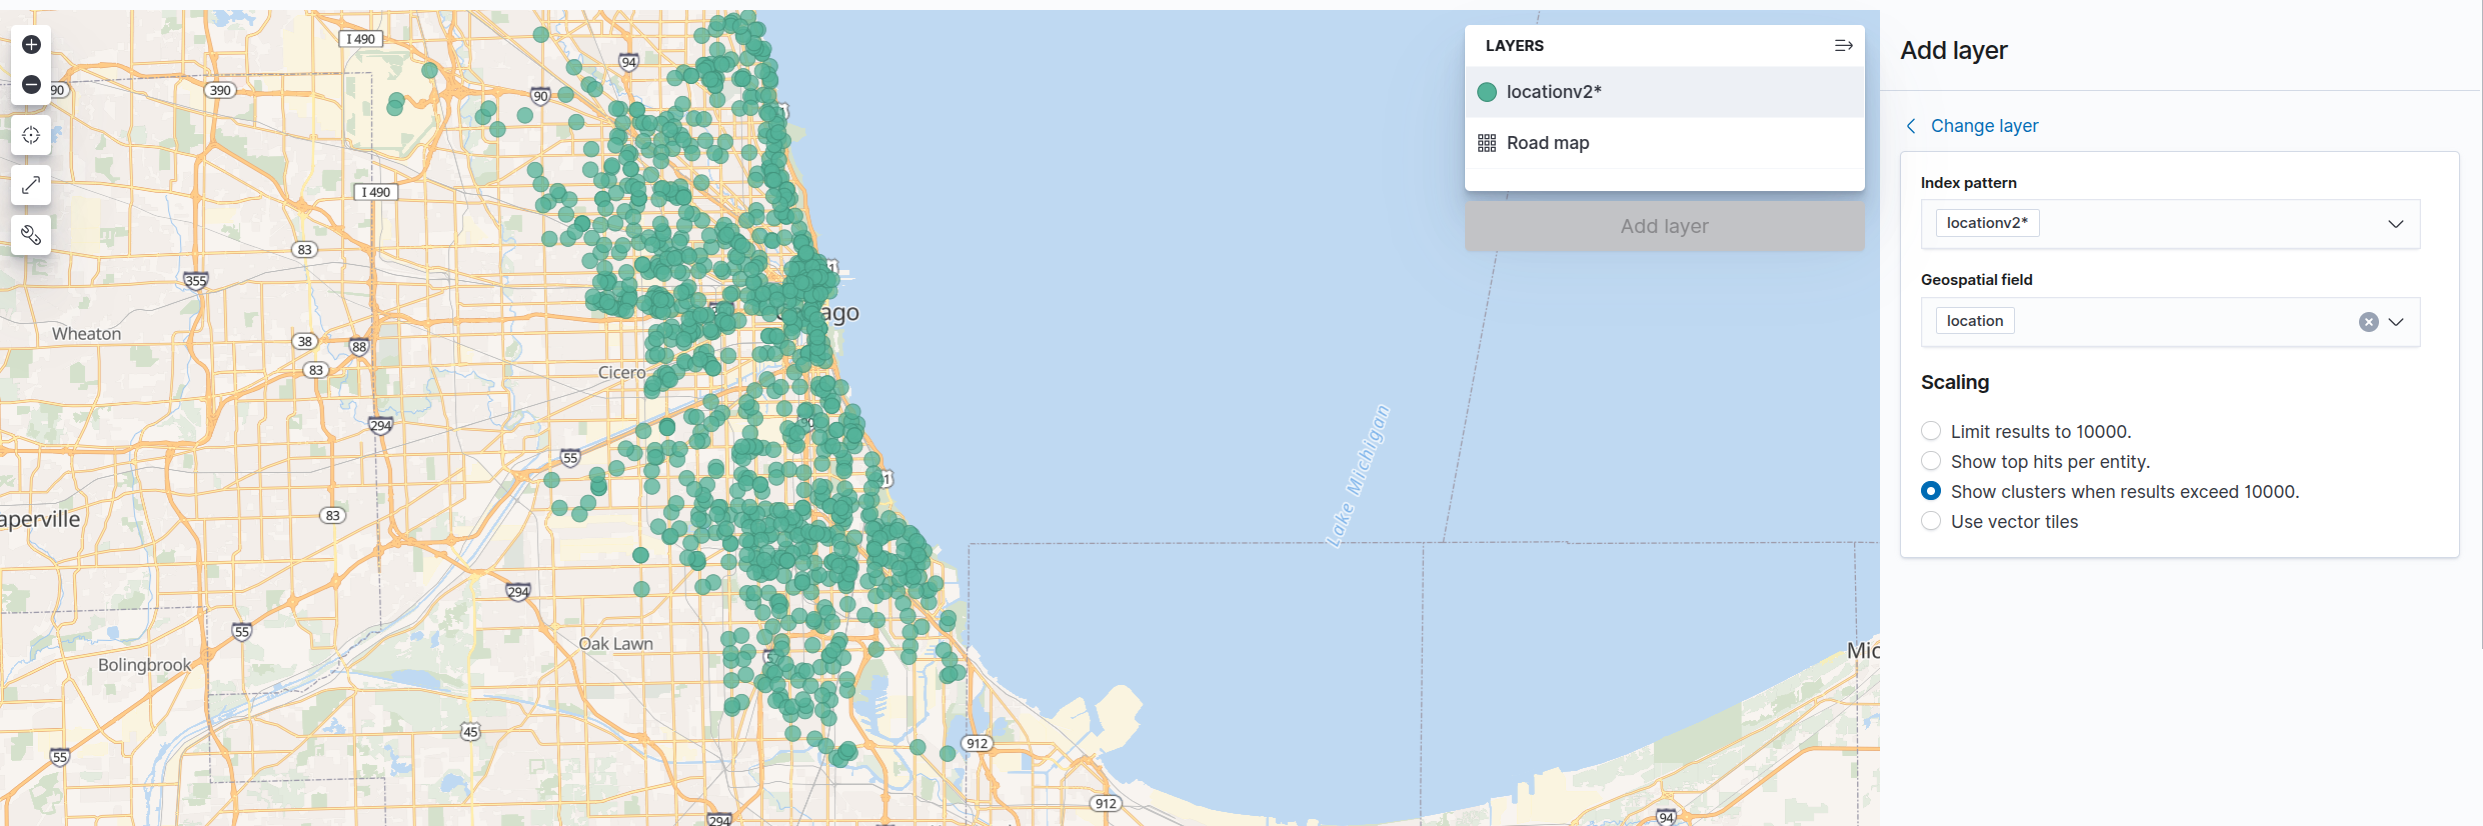 I 490
94
90
390
90
I 490
83
355
Wheaton
38
88
83
Cicero
294
55
aperville
83
294
55
Oak Lawn
Bolingbrook
45
55
912
912
294
94
Lake Michigan
Mic
LAYERS
locationv2*
Road map
Add layer
Add layer
Change layer
Index pattern
locationv2*
Geospatial field
location
Scaling
Limit results to 10000.
Show top hits per entity.
Show clusters when results exceed 10000.
Use vector tiles